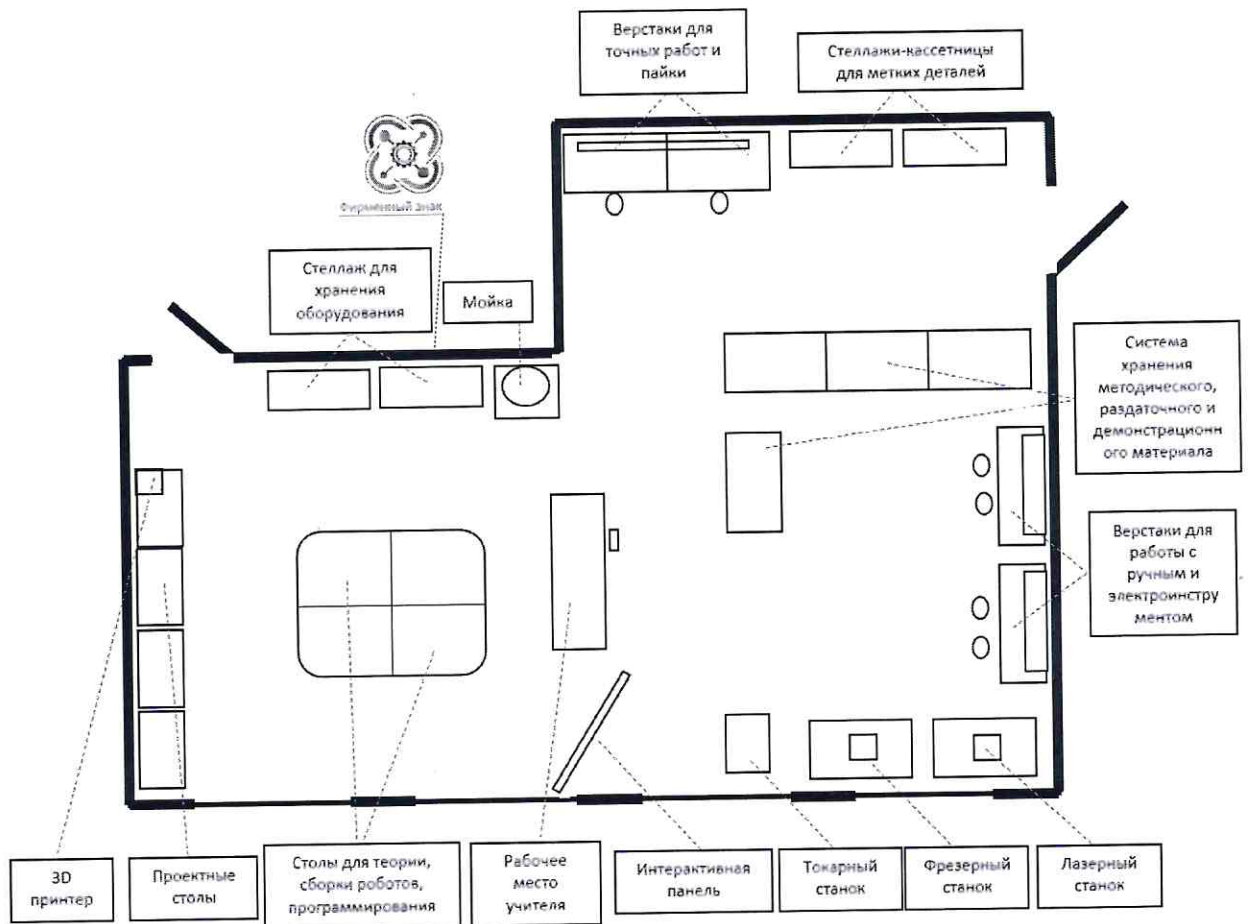 Верстаки для
точных работ и
пайки
Стеллажи-кассетницы
для метких деталей
Фирменный знак
Стеллаж для
хранения
оборудования
Мойка
Система
хранения
методического,
раздаточного и
демонстрационн
ого материала
Верстаки для
работы с
ручным и
электроинстру
ментом
3D
принтер
Проектные
столы
Столы для теории,
сборки роботов,
программирования
Рабочее
место
учителя
Интерактивная
панель
Токарный
станок
Фрезерный
станок
Лазерный
станок